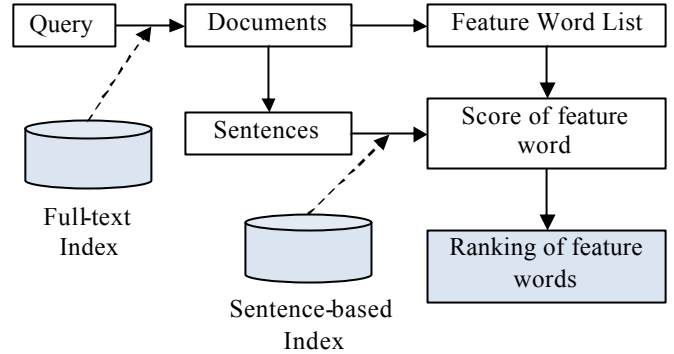 Query
Documents
Feature Word List
Sentences
Score of feature
word
Full-text
Index
Ranking of feature
words
Sentence-based
Index